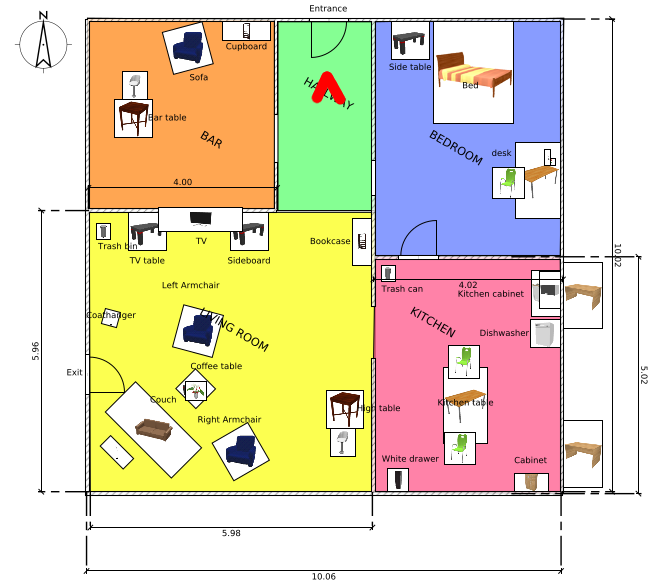 Entrance
N
Cupboard
Sofa
Side table
Bed
HALLWAY
Bar table
BAR
BEDROOM
desk
4.00
TV
Trash bin
TV table
Sideboard
Bookcase
10.02
Left Armchair
Trash can
4.02
Kitchen cabinet
Coathanger
LIVING ROOM
KITCHEN
Dishwasher
5.96
Exit
Coffee table
5.02
Couch
High table
Kitchen table
Right Armchair
White drawer
Cabinet
5.98
10.06